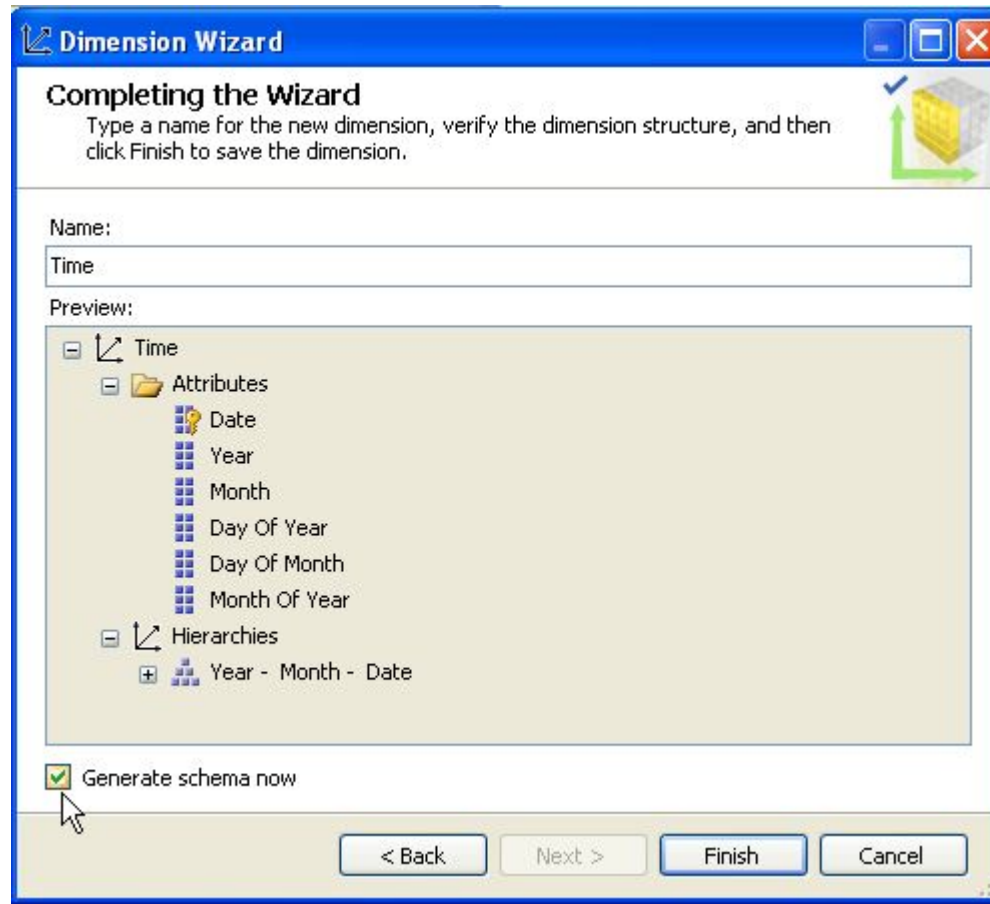 Dimension Wizard
Completing the Wizard
Type a name for the new dimension, verify the dimension structure, and then
click Finish to save the dimension.
Name:
Time
Preview:
Time
Attributes
Date
Year
Month
Day Of Year
Day Of Month
Month Of Year
Hierarchies
Year - Month - Date
Generate schema now
< Back Next > Finish Cancel